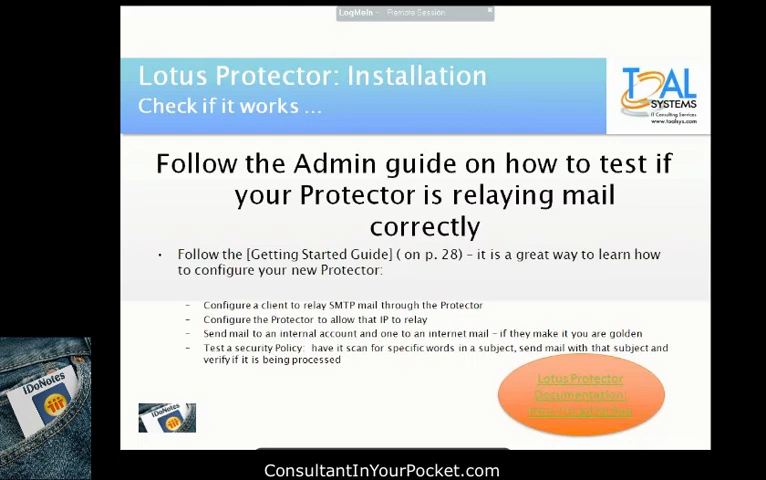 LogMeIn - Remote Session
Lotus Protector: Installation
Check if it works ...
TOAL
SYSTEMS
IT Consulting Services
www.toalsys.com
Follow the Admin guide on how to test if
your Protector is relaying mail
correctly
• Follow the [Getting Started Guide] ( on p. 28) – it is a great way to learn how
to configure your new Protector:
– Configure a client to relay SMTP mail through the Protector
– Configure the Protector to allow that IP to relay
– Send mail to an internal account and one to an internet mail – if they make it you are golden
– Test a security Policy: have it scan for specific words in a subject, send mail with that subject and
verify if it is being processed
Lotus Protector
Documentation:
iDoNotes
iDoNotes
ConsultantInYourPocket.com